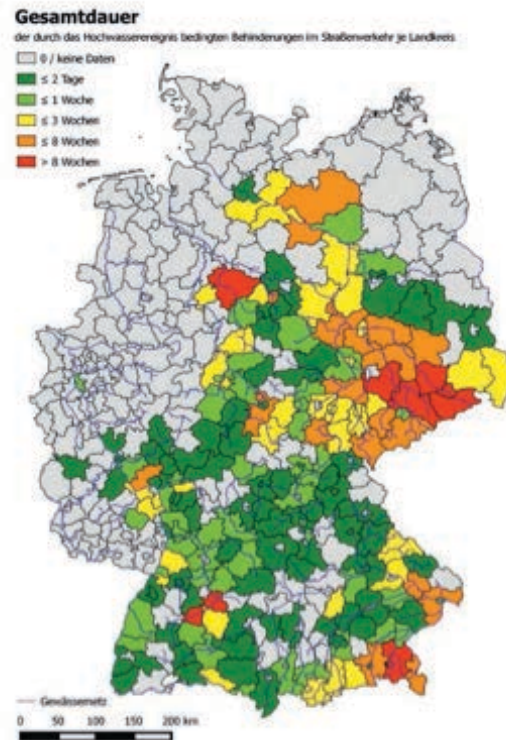 Gesamtdauer
der durch das Hochwasserereignis bedingten Behinderungen im Straßenverkehr je Landkreis
0 / keine Daten
≤ 2 Tage
≤ 1 Woche
≤ 3 Wochen
≤ 8 Wochen
> 8 Wochen
Gewässernetz
0 50 100 150 200 km